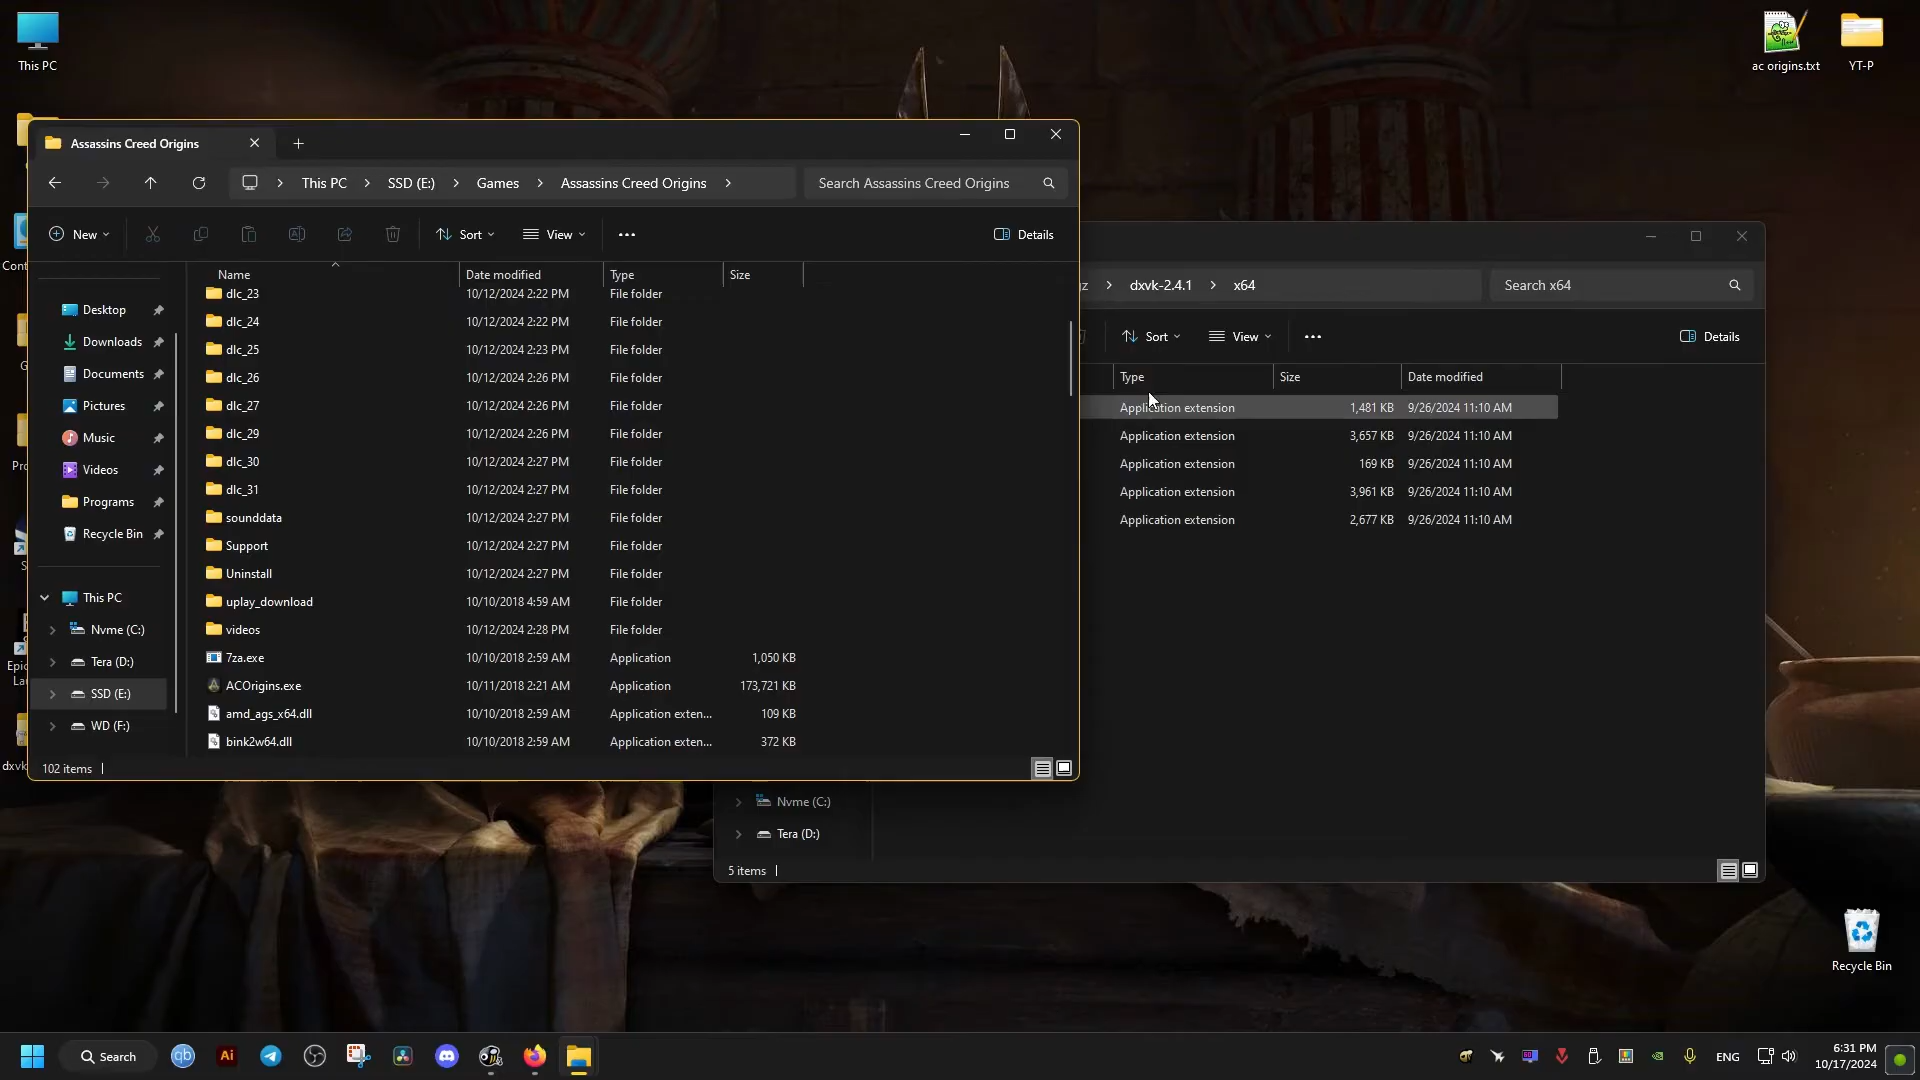 This PC
ac origins.txt
YT-P
Assassins Creed Origins
This PC
SSD (E:)
Games
Assassins Creed Origins
Search Assassins Creed Origins
New
Sort
View
Details
Name
Date modified
Type
Size
dlc_23 10/12/2024 2:22 PM File folder
dlc_24 10/12/2024 2:22 PM File folder
dlc_25 10/12/2024 2:23 PM File folder
dlc_26 10/12/2024 2:26 PM File folder
dlc_27 10/12/2024 2:26 PM File folder
dlc_29 10/12/2024 2:26 PM File folder
dlc_30 10/12/2024 2:27 PM File folder
dlc_31 10/12/2024 2:27 PM File folder
sounddata 10/12/2024 2:27 PM File folder
Support 10/12/2024 2:27 PM File folder
Uninstall 10/12/2024 2:27 PM File folder
uplay_download 10/10/2018 4:59 AM File folder
videos 10/12/2024 2:28 PM File folder
7za.exe 10/10/2018 2:59 AM Application 1,050 KB
ACOrigins.exe 10/11/2018 2:21 AM Application 173,721 KB
amd_ags_x64.dll 10/10/2018 2:59 AM Application exten... 109 KB
bink2w64.dll 10/10/2018 2:59 AM Application exten... 372 KB
Desktop
Downloads
Documents
Pictures
Music
Videos
Programs
Recycle Bin
This PC
Nvme (C:)
Tera (D:)
SSD (E:)
WD (F:)
102 items
dxvk-2.4.1
x64
Search x64
Sort
View
Details
Type
Size
Date modified
Application extension 1,481 KB 9/26/2024 11:10 AM
Application extension 3,657 KB 9/26/2024 11:10 AM
Application extension 169 KB 9/26/2024 11:10 AM
Application extension 3,961 KB 9/26/2024 11:10 AM
Application extension 2,677 KB 9/26/2024 11:10 AM
Nvme (C:)
Tera (D:)
5 items
Recycle Bin
Search
qb
Ai
ENG
6:31 PM
10/17/2024